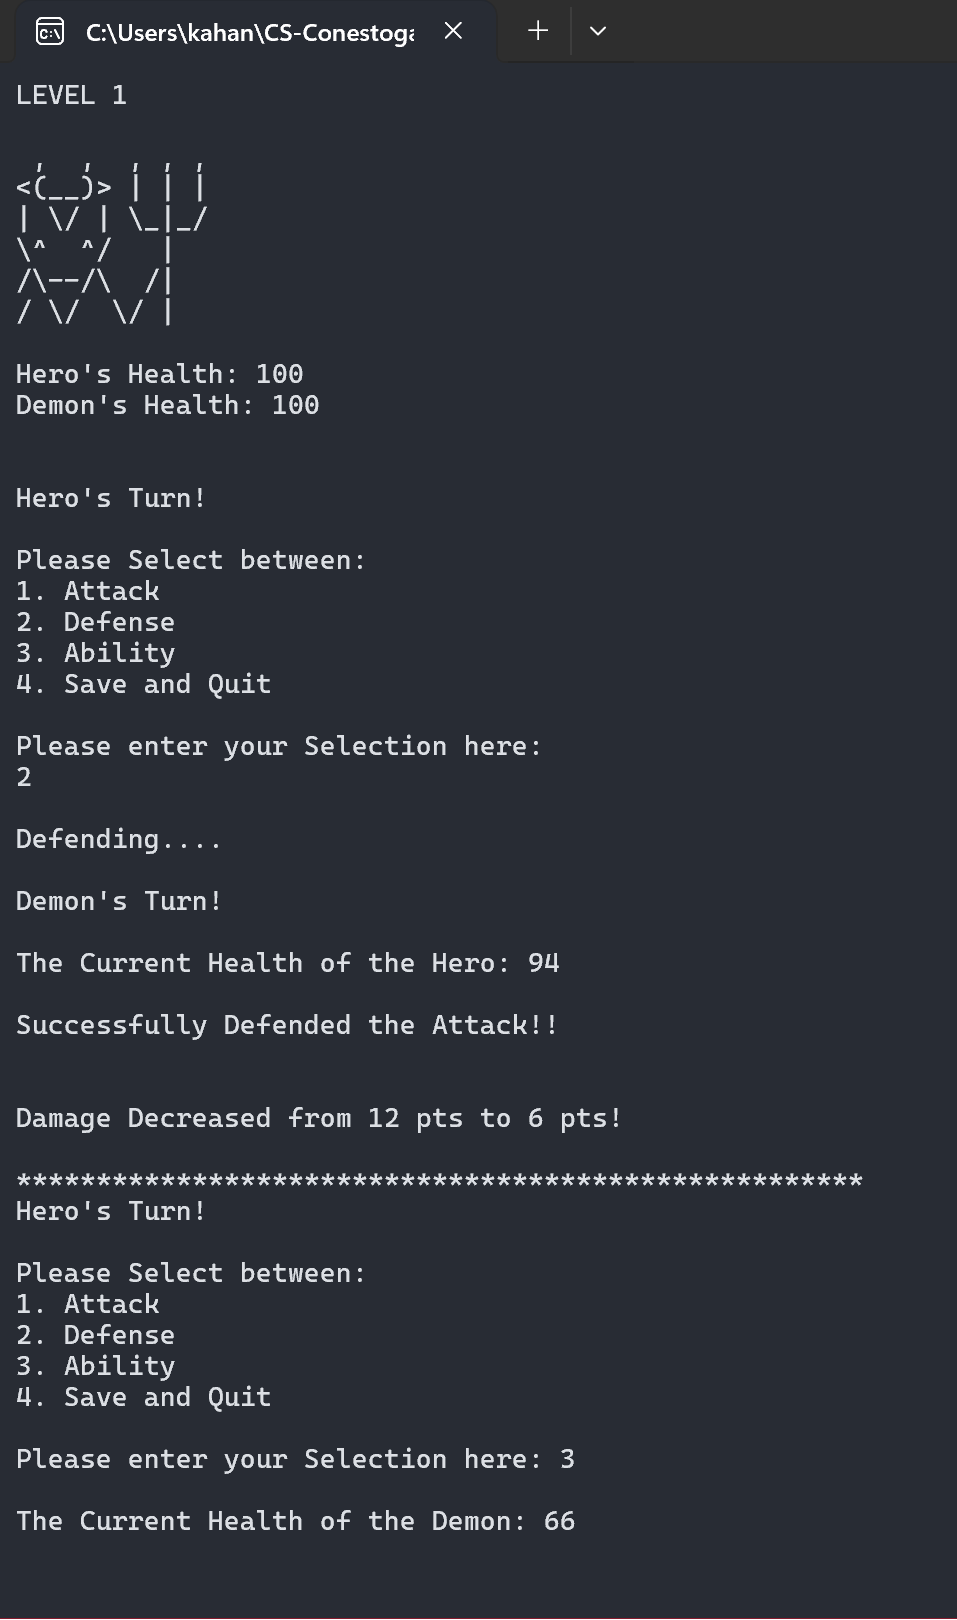 C:\Users\kahan\CS-Conestoga
LEVEL 1
 ,  ,  , , ,
<(__)> | | |
| \/ | \_|_/
\^  ^/   |
/\--/\  /|
/ \/  \/ |
Hero's Health: 100
Demon's Health: 100
Hero's Turn!
Please Select between:
1. Attack
2. Defense
3. Ability
4. Save and Quit
Please enter your Selection here:
2
Defending....
Demon's Turn!
The Current Health of the Hero: 94
Successfully Defended the Attack!!
Damage Decreased from 12 pts to 6 pts!
*****************************************************
Hero's Turn!
Please Select between:
1. Attack
2. Defense
3. Ability
4. Save and Quit
Please enter your Selection here: 3
The Current Health of the Demon: 66